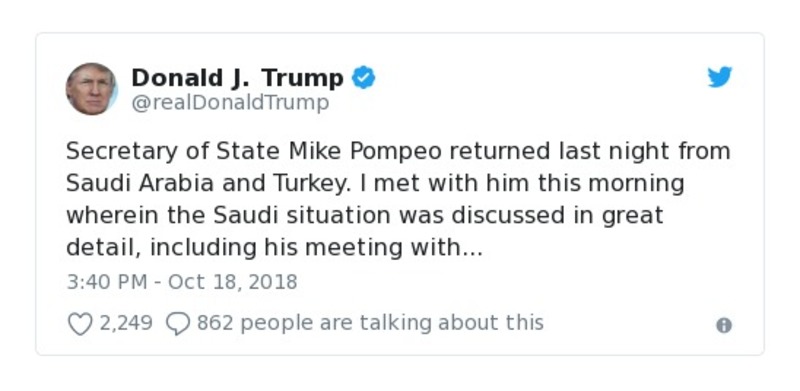 Donald J. Trump
@realDonaldTrump
Secretary of State Mike Pompeo returned last night from
Saudi Arabia and Turkey. I met with him this morning
wherein the Saudi situation was discussed in great
detail, including his meeting with...
3:40 PM - Oct 18, 2018
2,249 862 people are talking about this